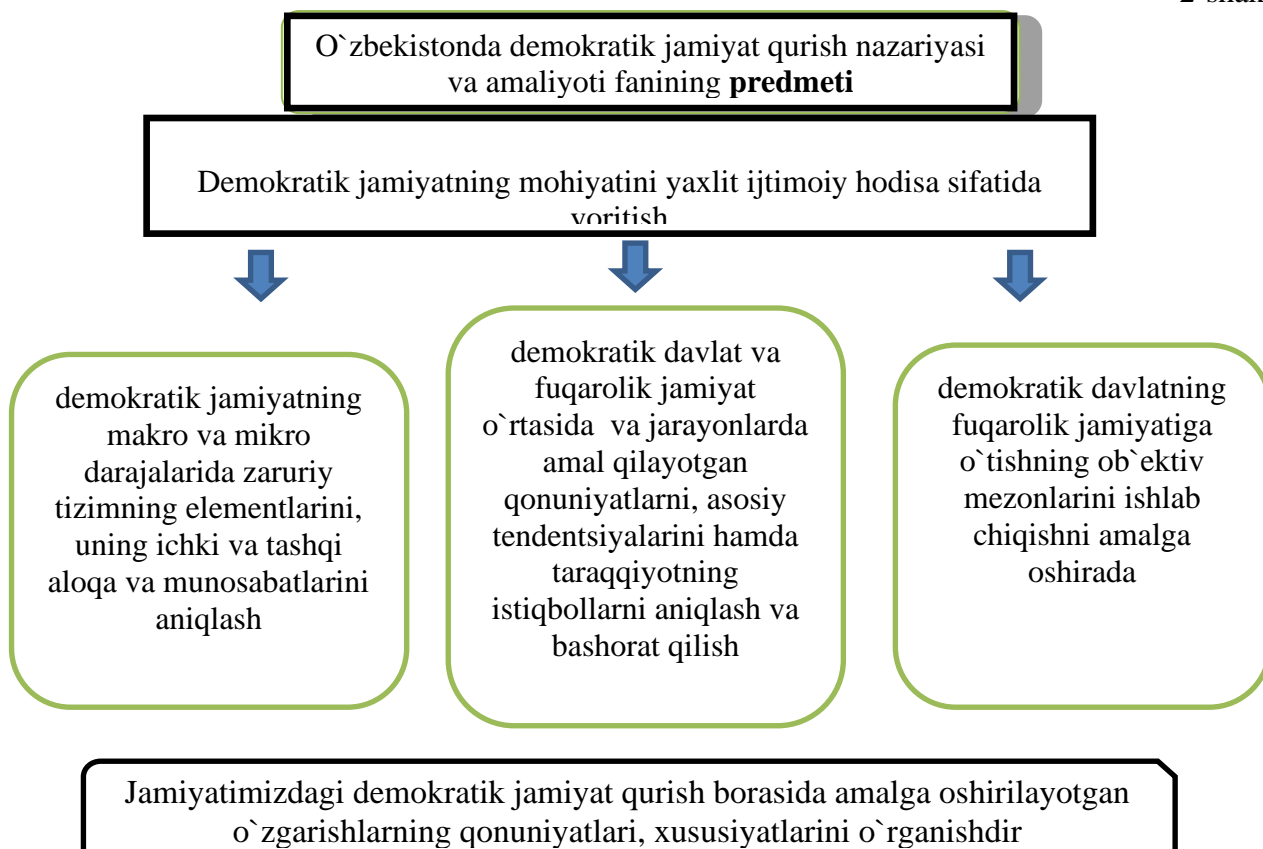 O`zbekistonda demokratik jamiyat qurish nazariyasi
va amaliyoti fanining predmeti
Demokratik jamiyatning mohiyatini yaxlit ijtimoiy hodisa sifatida
yoritish
demokratik jamiyatning
makro va mikro
darajalarida zaruriy
tizimning elementlarini,
uning ichki va tashqi
aloqa va munosabatlarini
aniqlash
demokratik davlat va
fuqarolik jamiyat
o`rtasida va jarayonlarda
amal qilayotgan
qonuniyatlarni, asosiy
tendentsiyalarini hamda
taraqqiyotning
istiqbollarni aniqlash va
bashorat qilish
demokratik davlatning
fuqarolik jamiyatiga
o`tishning ob`ektiv
mezonlarini ishlab
chiqishni amalga
oshirada
Jamiyatimizdagi demokratik jamiyat qurish borasida amalga oshirilayotgan
o`zgarishlarning qonuniyatlari, xususiyatlarini o`rganishdir